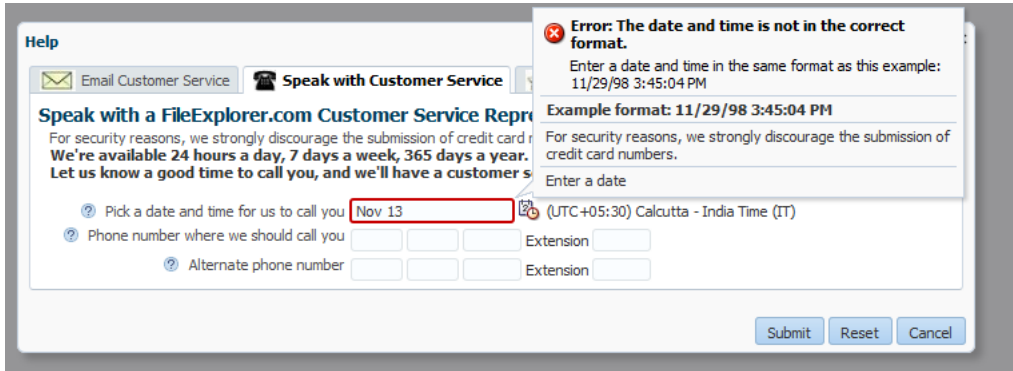 Help
Email Customer Service
Speak with Customer Service
Speak with a FileExplorer.com Customer Service
For security reasons, we strongly discourage the submission of credit card
We're available 24 hours a day, 7 days a week, 365 days a year.
Let us know a good time to call you, and we'll have a customer
Pick a date and time for us to call you Nov 13 (UTC+05:30) Calcutta - India Time (IT)
Phone number where we should call you Extension
Alternate phone number Extension
Submit Reset Cancel
Error: The date and time is not in the correct
format.
Enter a date and time in the same format as this example:
11/29/98 3:45:04 PM
Example format: 11/29/98 3:45:04 PM
For security reasons, we strongly discourage the submission of
credit card numbers.
Enter a date